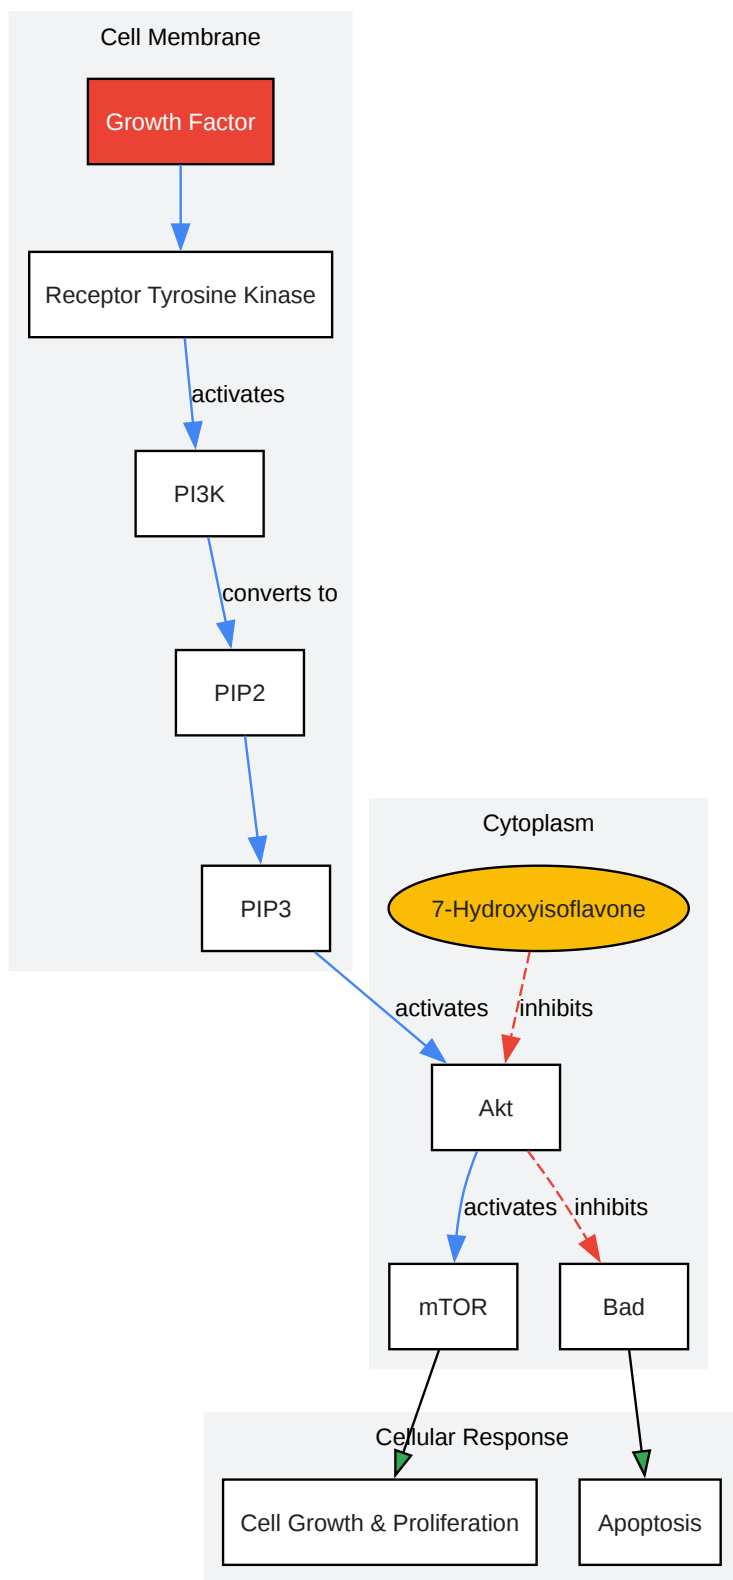 Cell Membrane
Growth Factor
Receptor Tyrosine Kinase
activates
PI3K
converts to
PIP2
PIP3
Cytoplasm
7-Hydroxyisoflavone
activates
inhibits
Akt
activates
inhibits
mTOR
Bad
Cellular Response
Cell Growth & Proliferation
Apoptosis